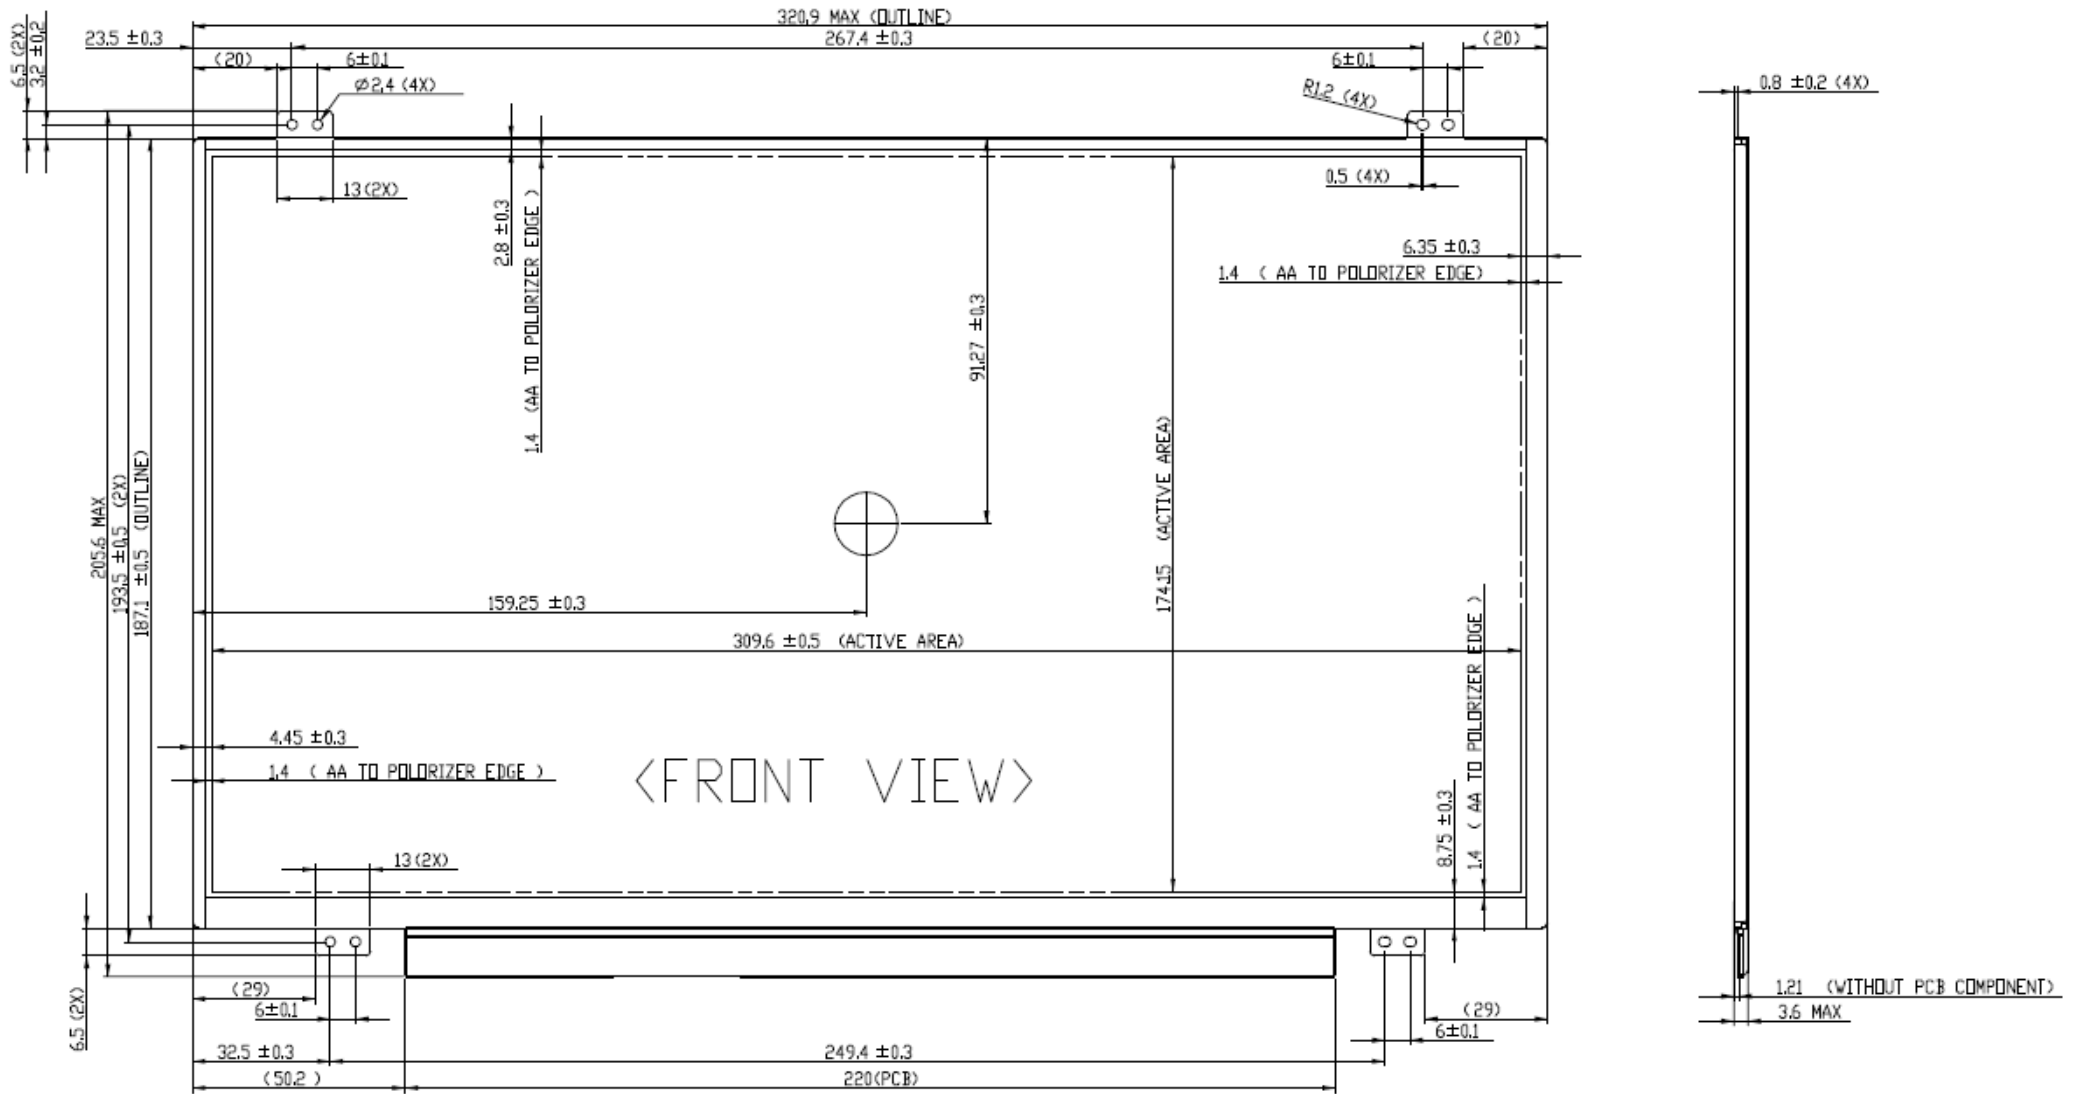 320.9 MAX (OUTLINE)
23.5 ±0.3
267.4 ±0.3
(20)
(20)
6±0.1
6±0.1
6.5 (2X)
3.2 ±0.2
Ø2.4 (4X)
R1.2 (4X)
0.8 ±0.2 (4X)
13(2X)
0.5 (4X)
2.8 ±0.3
1.4 (AA TO POLORIZER EDGE )
6.35 ±0.3
1.4 ( AA TO POLORIZER EDGE)
91.27 ±0.3
174.15 (ACTIVE AREA)
205.6 MAX
193.5 ±0.5 (2X)
187.1 ±0.5 (OUTLINE)
159.25 ±0.3
309.6 ±0.5 (ACTIVE AREA)
4.45 ±0.3
1.4 ( AA TO POLORIZER EDGE )
<FRONT VIEW>
8.75 ±0.3
1.4 ( AA TO POLORIZER EDGE )
13(2X)
6.5 (2X)
(29)
6±0.1
(29)
6±0.1
1.21 (WITHOUT PCB COMPONENT)
3.6 MAX
32.5 ±0.3
249.4 ±0.3
(50.2 )
220(PCB)